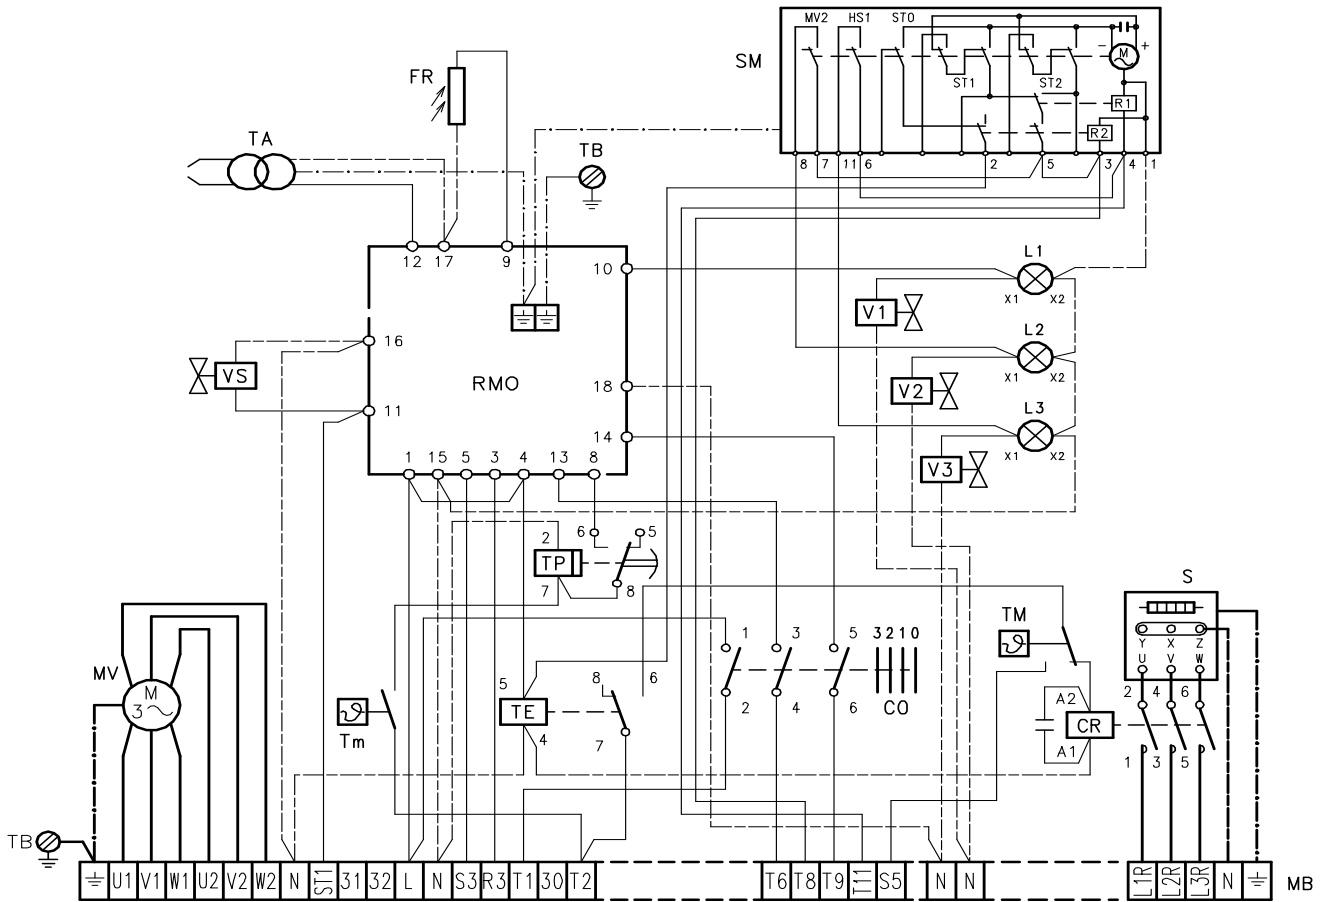 MV2 HS1 STO
SM
- M +
ST1 ST2
R1
R2
8 7 11 6 2 5 3 4 1
FR
TA
TB
12 17 9
10
16
VS
RMO
18
11
14
1 15 5 3 4 13 8
L1
X1 X2
V1
L2
X1 X2
V2
L3
X1 X2
V3
6 5
2
TP
7 8
S
TM
1 3 5 3210
Y X Z
U V W
MV
M
3
5 8 6
TE
4 7
Tm
2 4 6 CO
A2
CR
A1
2 4 6
1 3 5
TB
U1 V1 W1 U2 V2 W2 N ST1 31 32 L N S3 R3 T1 30 T2 T6 T8 T9 T11 S5 N N L1R L2R L3R N
MB